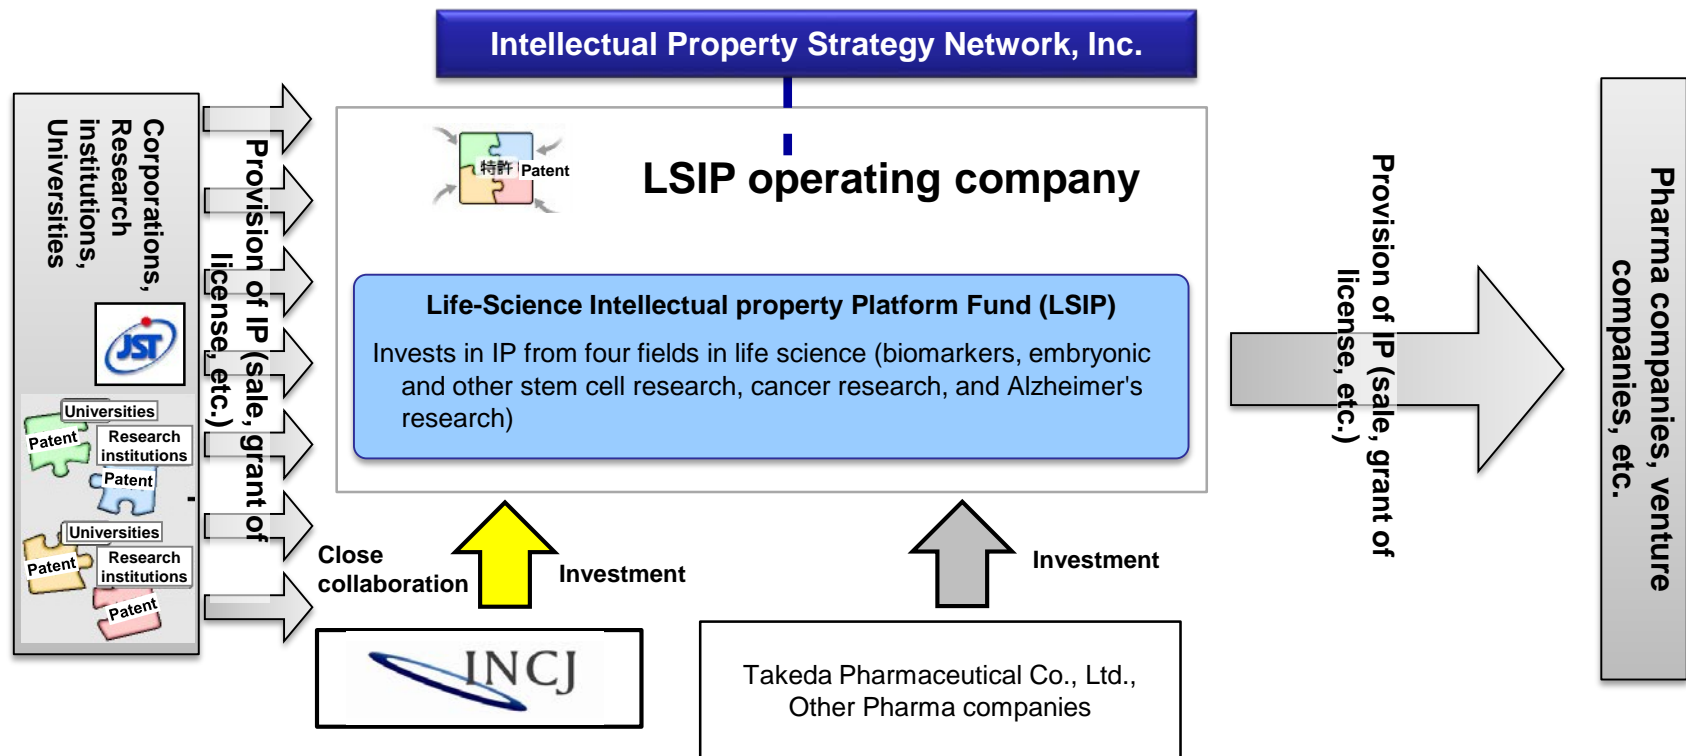 Intellectual Property Strategy Network, Inc.
Corporations,
Research
institutions,
Universities
JST
Universities
Patent
Research
institutions
Patent
Universities
Patent
Research
institutions
Patent
Provision of IP (sale, grant of
license, etc.)
特許
Patent
LSIP operating company
Life-Science Intellectual property Platform Fund (LSIP)
Invests in IP from four fields in life science (biomarkers, embryonic
and other stem cell research, cancer research, and Alzheimer's
research)
Close
collaboration
Investment
Investment
INCJ
Takeda Pharmaceutical Co., Ltd.,
Other Pharma companies
Provision of IP (sale, grant of
license, etc.)
Pharma companies, venture
companies, etc.